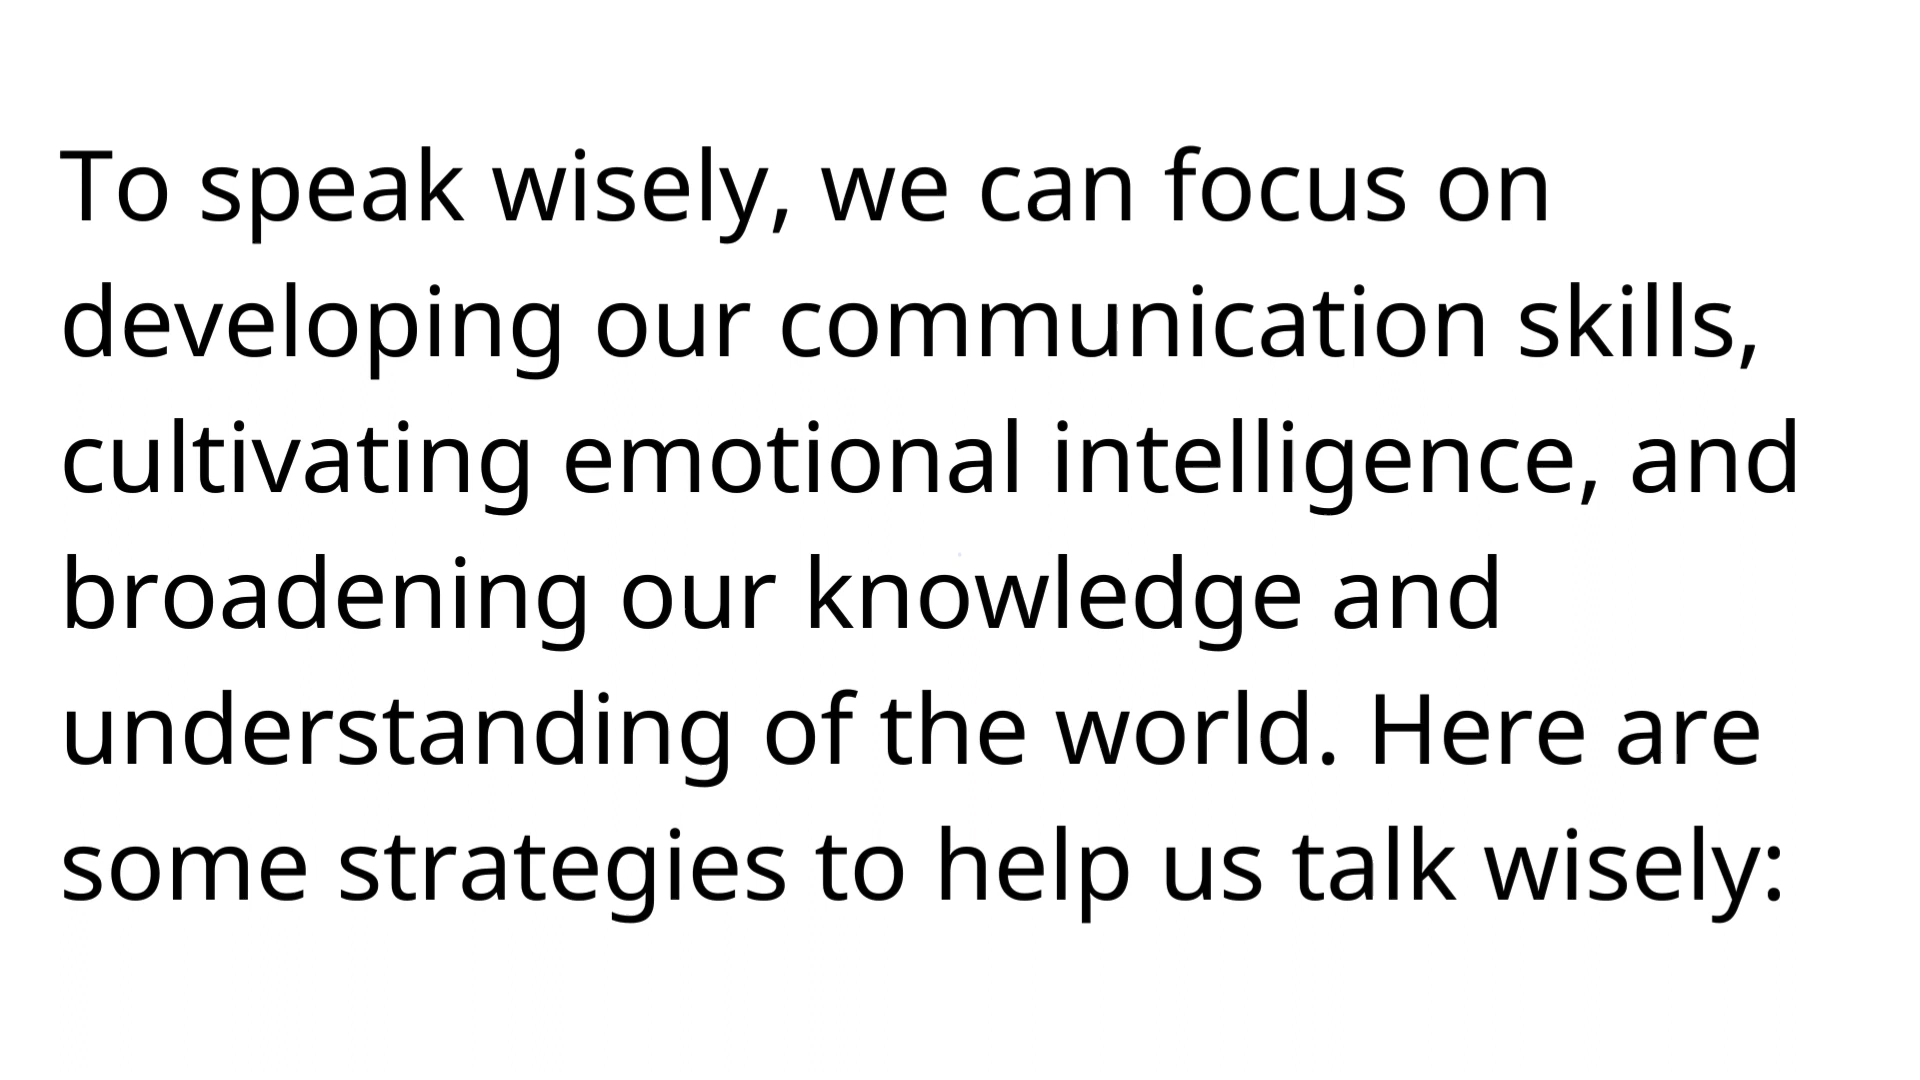 To speak wisely, we can focus on
developing our communication skills,
cultivating emotional intelligence, and
broadening our knowledge and
understanding of the world. Here are
some strategies to help us talk wisely: